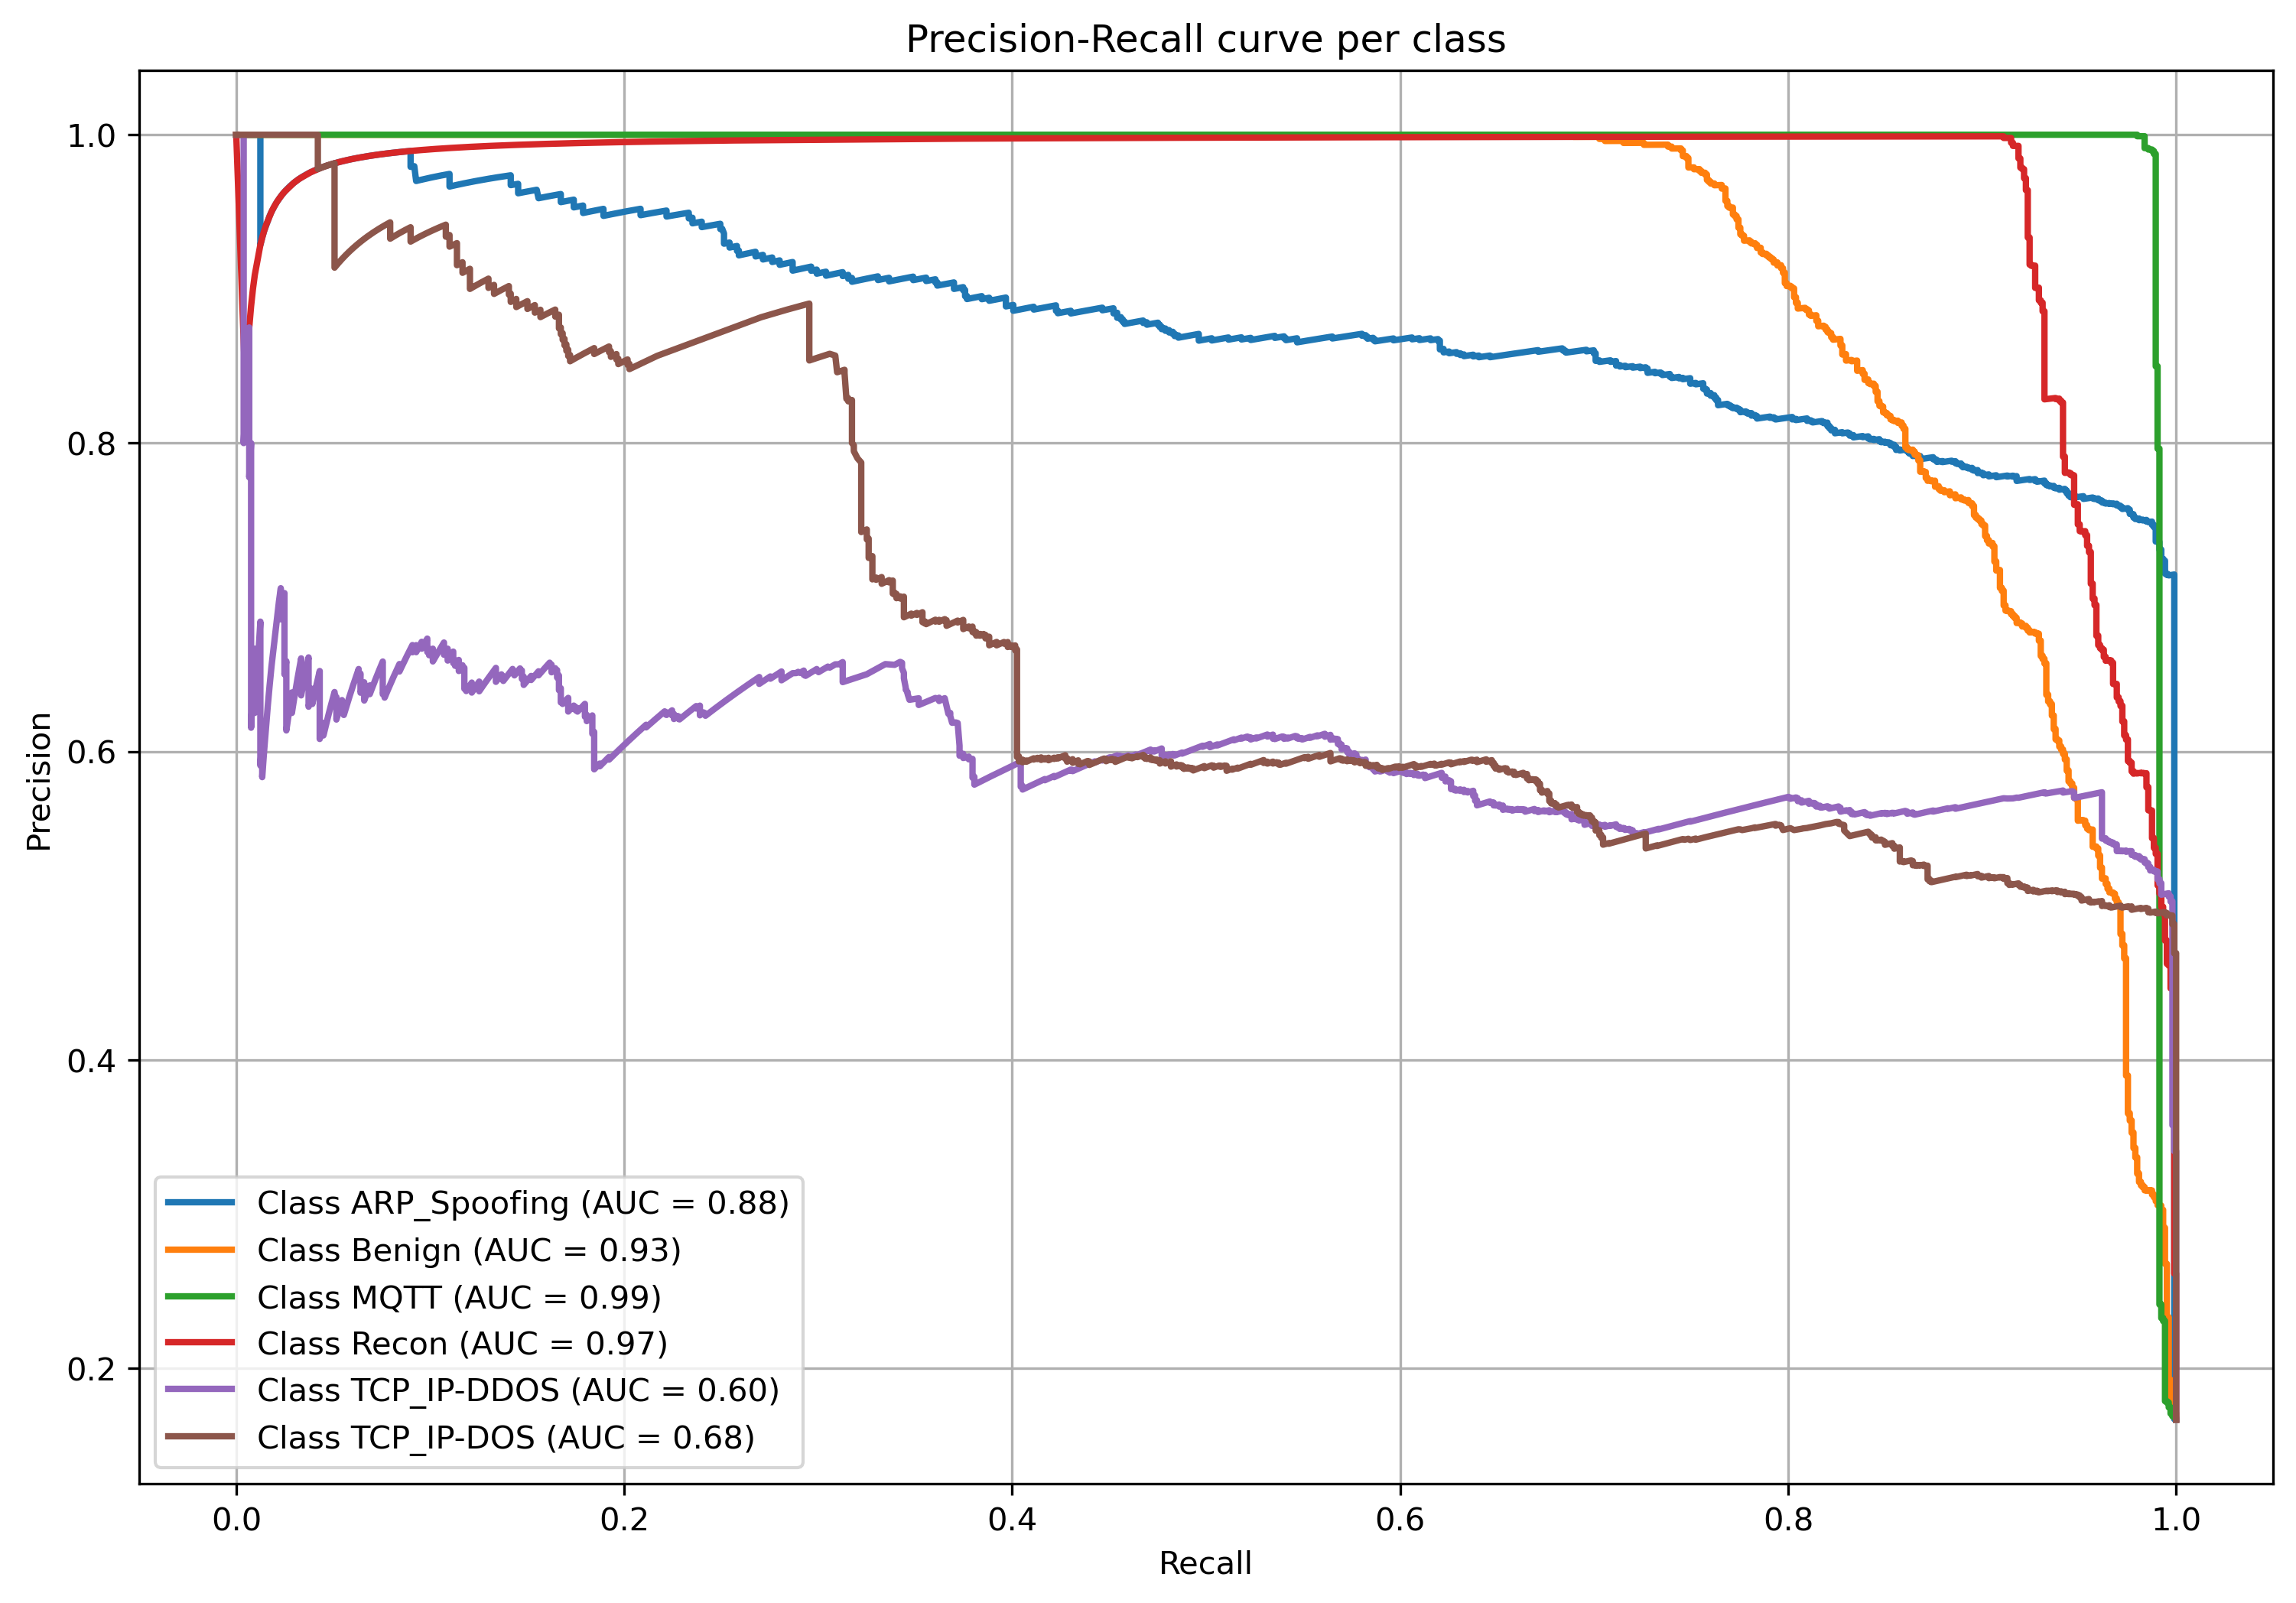 Precision-Recall curve per class
1.0
0.8
0.6
0.4
0.2
Precision
Class ARP_Spoofing (AUC = 0.88)
Class Benign (AUC = 0.93)
Class MQTT (AUC = 0.99)
Class Recon (AUC = 0.97)
Class TCP_IP-DDOS (AUC = 0.60)
Class TCP_IP-DOS (AUC = 0.68)
0.0 0.2 0.4 0.6 0.8 1.0
Recall